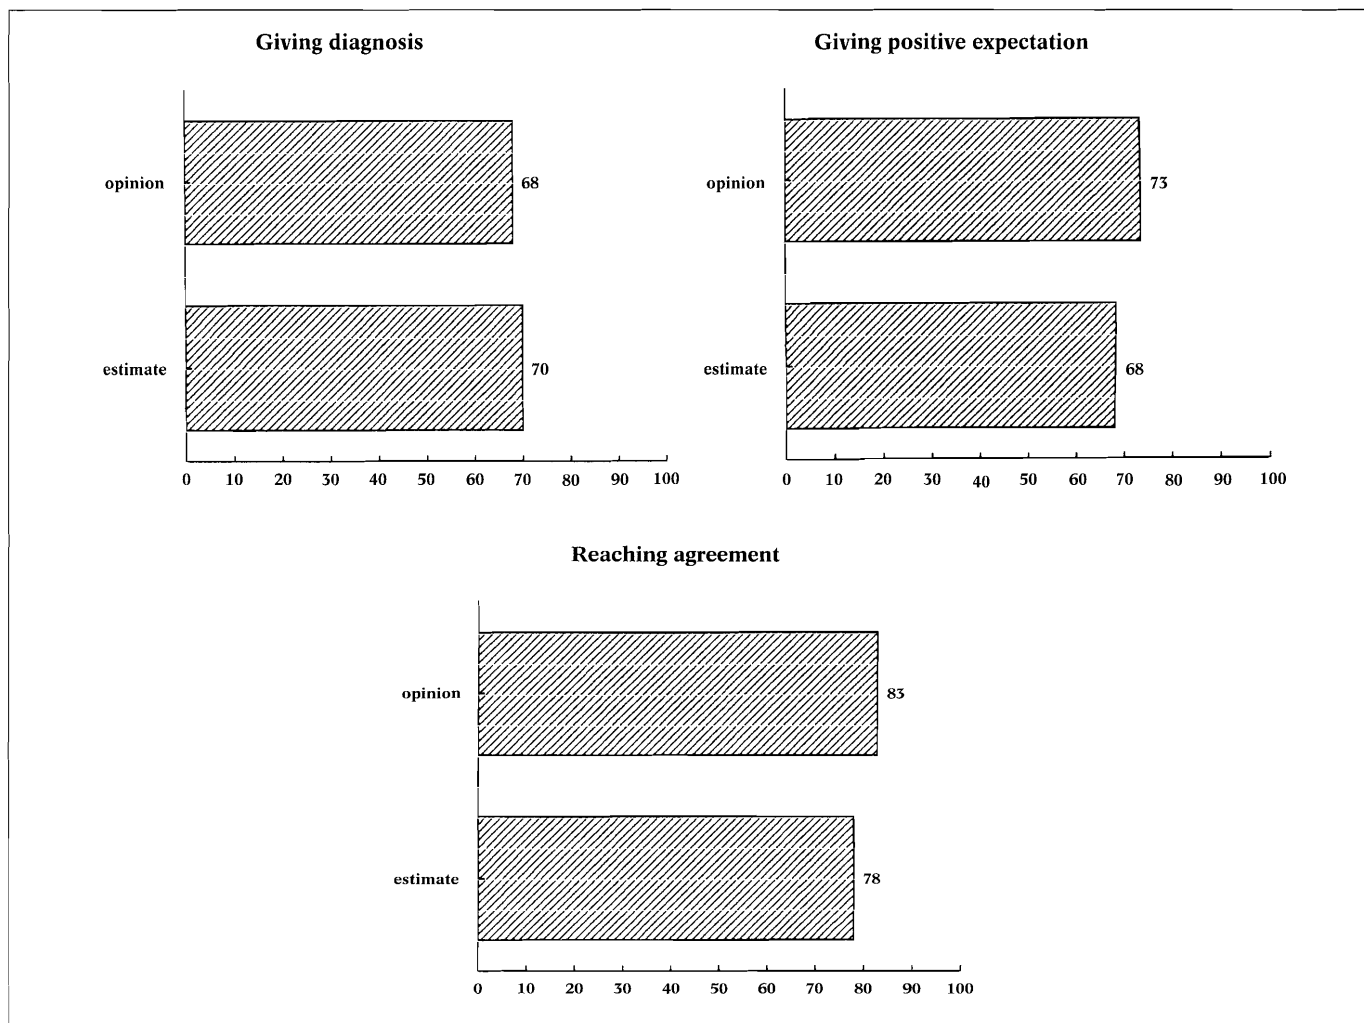 Giving diagnosis
opinion 68
estimate 70
0 10 20 30 40 50 60 70 80 90 100
Giving positive expectation
opinion 73
estimate 68
0 10 20 30 40 50 60 70 80 90 100
Reaching agreement
opinion 83
estimate 78
0 10 20 30 40 50 60 70 80 90 100